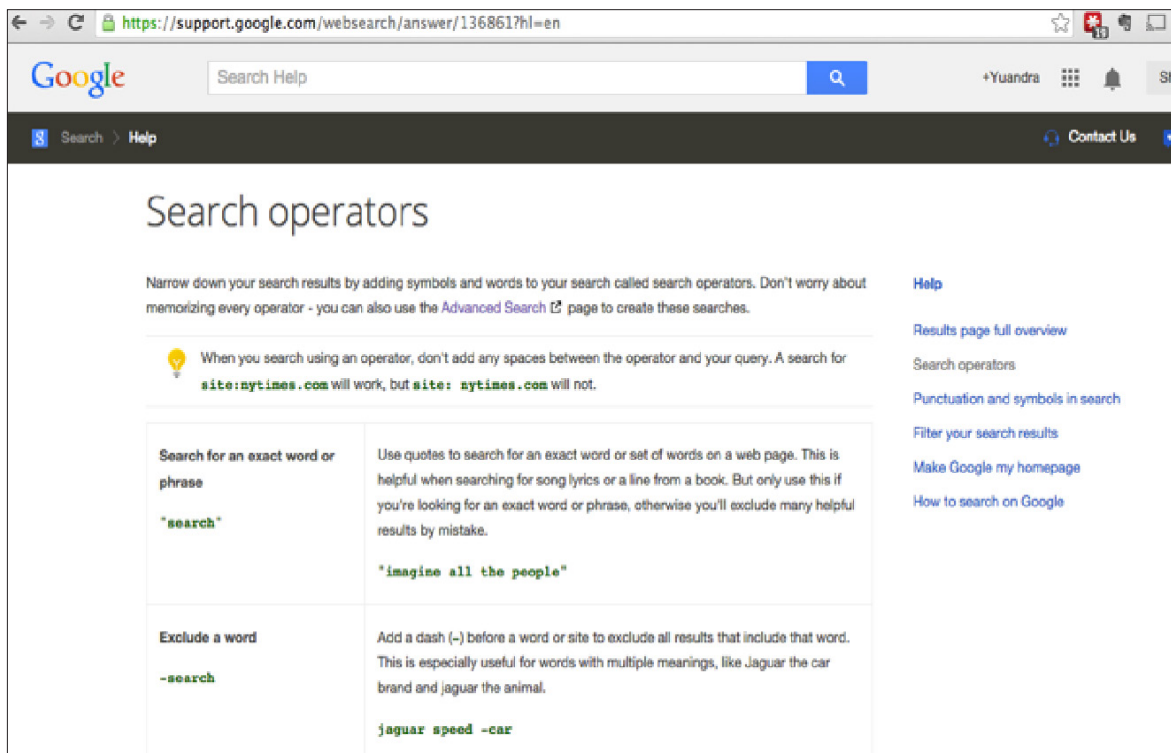 https://support.google.com/websearch/answer/136861?hl=en
19
Google
Search Help
+Yuandra
Search > Help
Contact Us
Search operators
Narrow down your search results by adding symbols and words to your search called search operators. Don't worry about
memorizing every operator - you can also use the Advanced Search page to create these searches.
When you search using an operator, don't add any spaces between the operator and your query. A search for
site:nytimes.com will work, but site: nytimes.com will not.
Search for an exact word or
phrase
"search"
Use quotes to search for an exact word or set of words on a web page. This is
helpful when searching for song lyrics or a line from a book. But only use this if
you're looking for an exact word or phrase, otherwise you'll exclude many helpful
results by mistake.
"imagine all the people"
Exclude a word
-search
Add a dash (-) before a word or site to exclude all results that include that word.
This is especially useful for words with multiple meanings, like Jaguar the car
brand and jaguar the animal.
jaguar speed -car
Help
Results page full overview
Search operators
Punctuation and symbols in search
Filter your search results
Make Google my homepage
How to search on Google